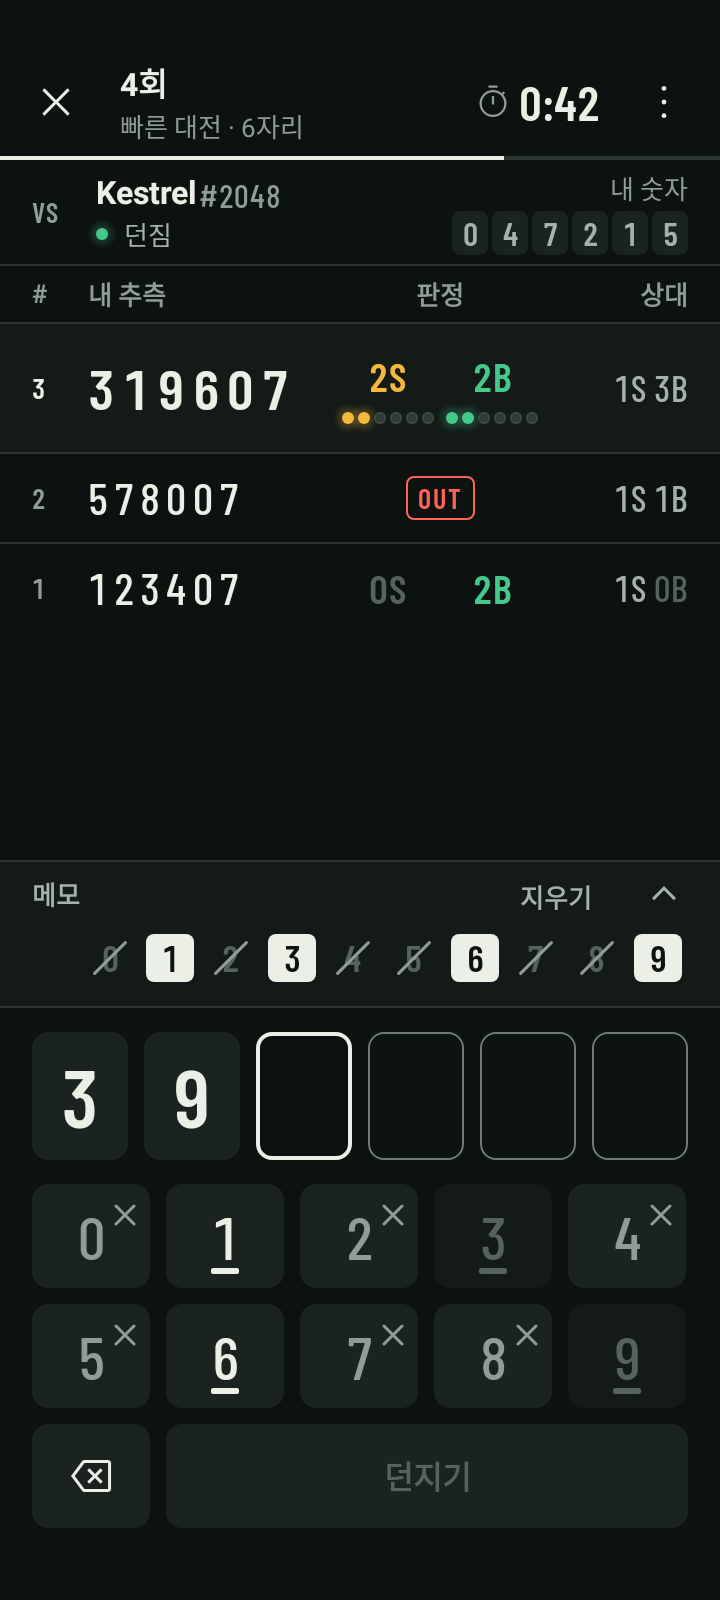 4회
빠른 대전 · 6자리
0:42
VS
Kestrel #2048
던짐
내 숫자
0 4 7 2 1 5
# 내 추측 판정 상대
3 319607 2S 2B 1S 3B
2 578007 OUT 1S 1B
1 123407 0S 2B 1S 0B
메모 지우기
0 1 2 3 4 5 6 7 8 9
3 9
0 1 2 3 4
5 6 7 8 9
던지기